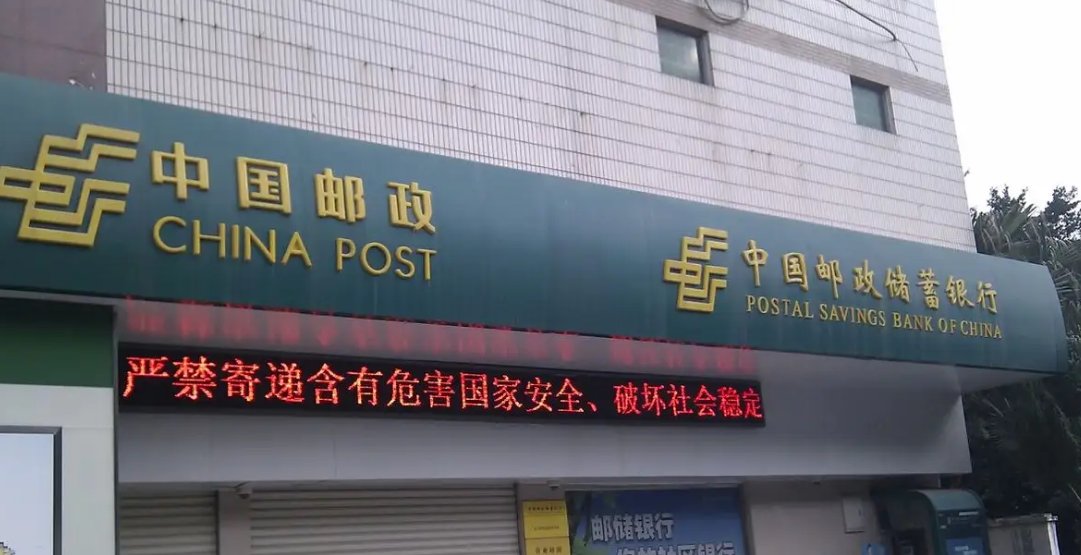 中国邮政
CHINA POST
中国邮政储蓄银行
POSTAL SAVINGS BANK OF CHINA
严禁寄递含有危害国家安全、破坏社会稳定
邮储银行